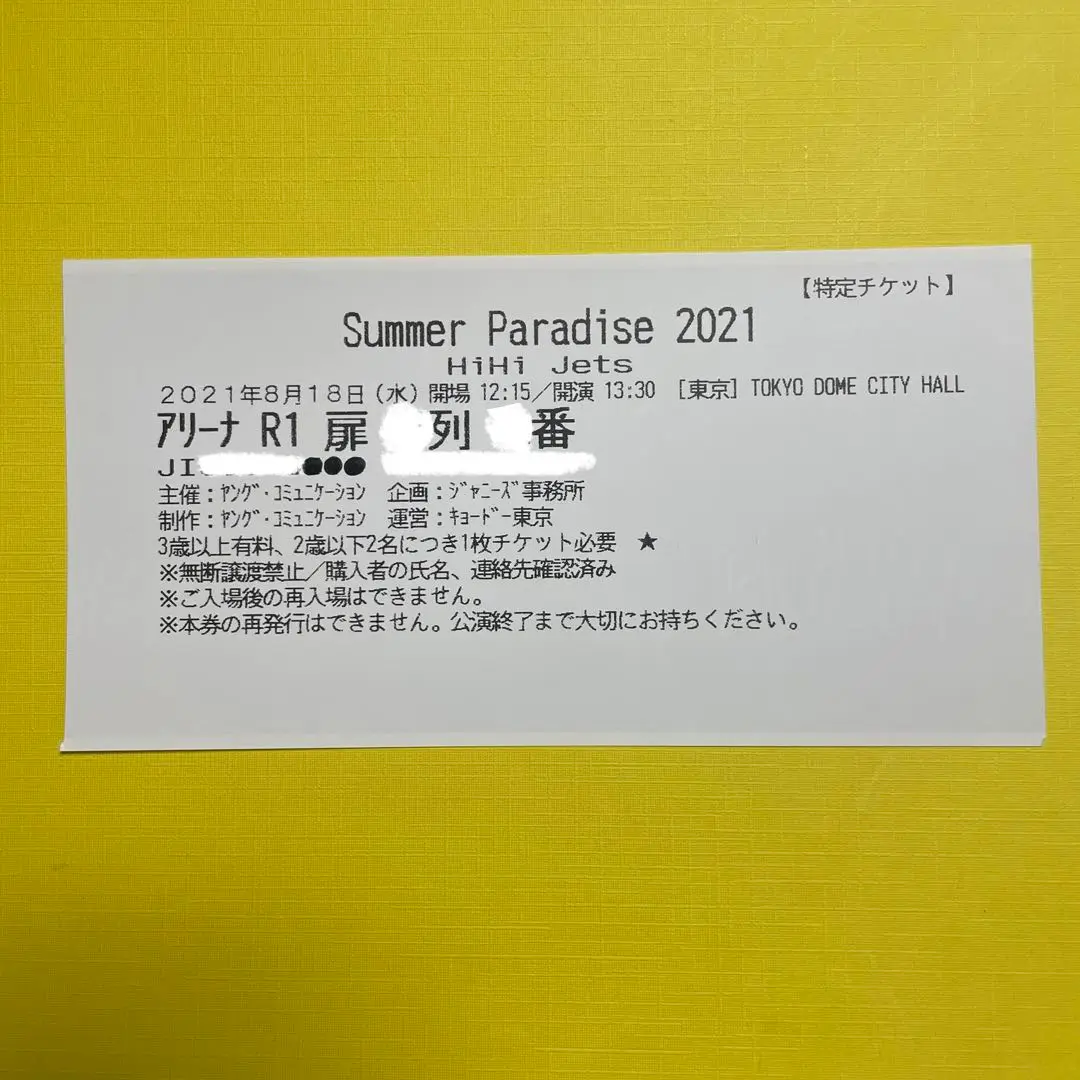 【特定チケット】
Summer Paradise 2021
HiHi Jets
2021年8月18日(水)開場 12:15/開演 13:30 [東京] TOKYO DOME CITY HALL
ｱﾘｰﾅ R1 扉 列 番
JI ●●●
主催：ﾔﾝｸﾞ・ｺﾐｭﾆｹｰｼｮﾝ 企画：ｼﾞｬﾆｰｽﾞ事務所
制作：ﾔﾝｸﾞ・ｺﾐｭﾆｹｰｼｮﾝ 運営：ｷｮｰﾄﾞｰ東京
3歳以上有料、2歳以下2名につき1枚チケット必要 ★
※無断譲渡禁止/購入者の氏名、連絡先確認済み
※ご入場後の再入場はできません。
※本券の再発行はできません。公演終了まで大切にお持ちください。